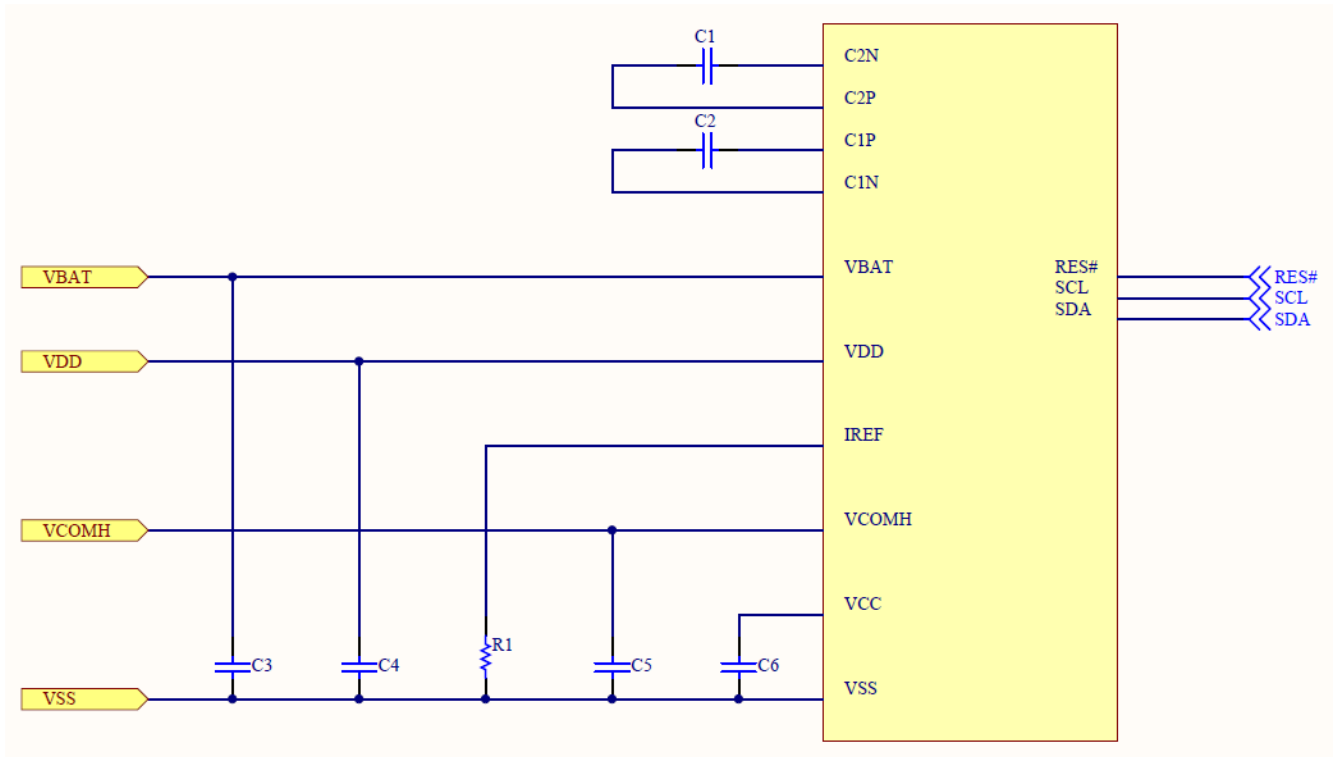 C1
C2N
C2P
C2
C1P
C1N
VBAT
VBAT
RES#
RES#
SCL
SCL
SDA
SDA
VDD
VDD
IREF
VCOMH
VCOMH
VCC
R1
C3
C4
C5
C6
VSS
VSS